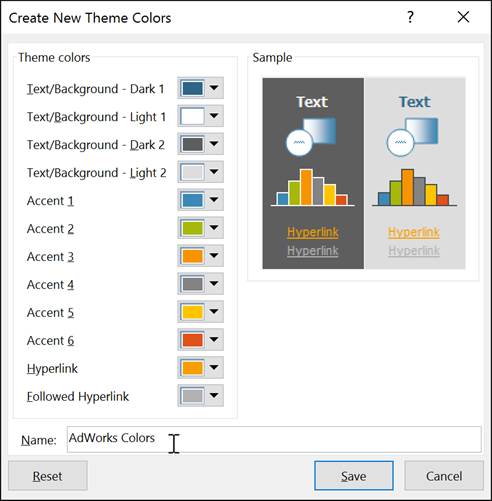 Create New Theme Colors ? ×
Theme colors
Text/Background - Dark 1
Text/Background - Light 1
Text/Background - Dark 2
Text/Background - Light 2
Accent 1
Accent 2
Accent 3
Accent 4
Accent 5
Accent 6
Hyperlink
Followed Hyperlink
Sample
Text Text
Hyperlink Hyperlink
Hyperlink Hyperlink
Name: AdWorks Colors
Reset Save Cancel